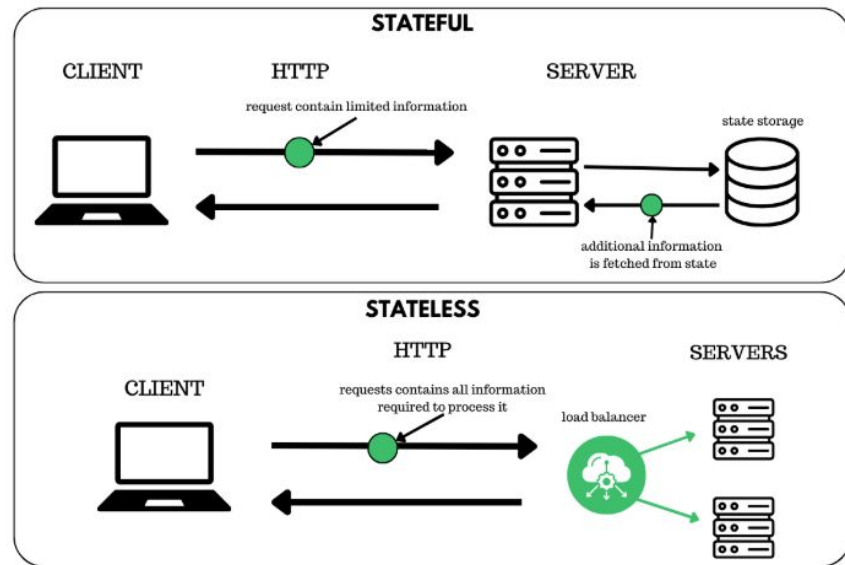 STATEFUL
CLIENT
HTTP
SERVER
request contain limited information
state storage
additional information
is fetched from state
STATELESS
HTTP
SERVERS
CLIENT
requests contains all information
required to process it
load balancer